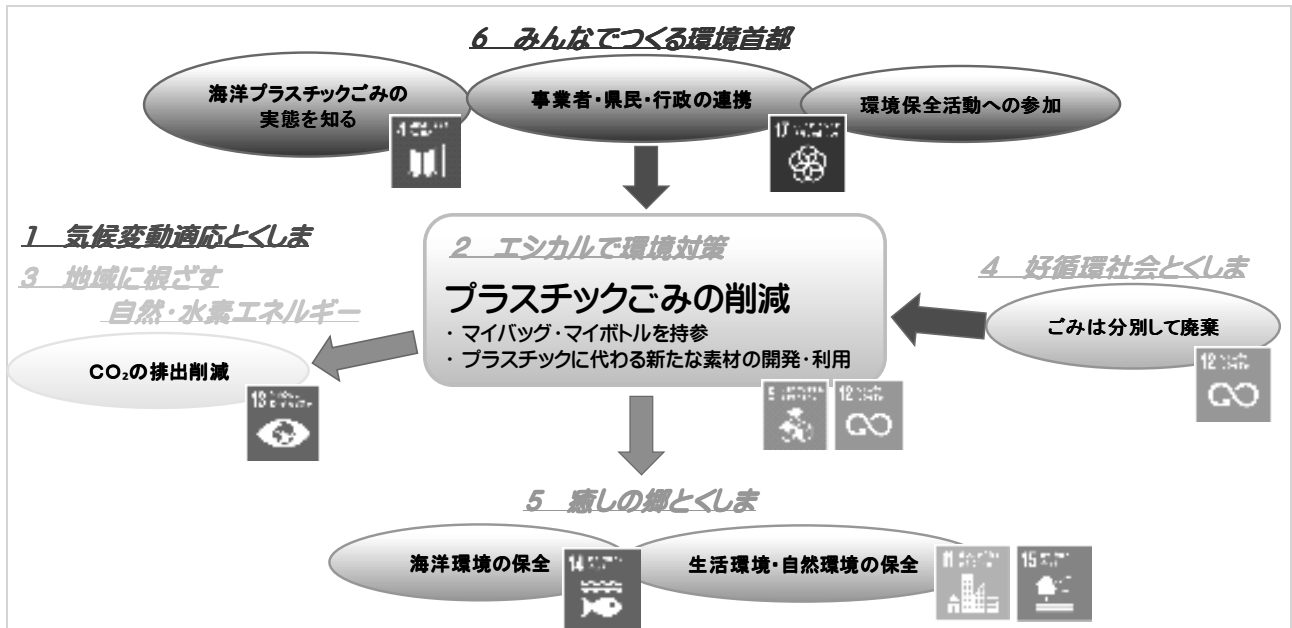 6 みんなでつくる環境首都
海洋プラスチックごみの
実態を知る
事業者・県民・行政の連携
環境保全活動への参加
4
17
1 気候変動適応とくしま
3 地域に根ざす
自然・水素エネルギー
CO₂の排出削減
13
2 エシカルで環境対策
プラスチックごみの削減
・マイバッグ・マイボトルを持参
・プラスチックに代わる新たな素材の開発・利用
9
12
4 好循環社会とくしま
ごみは分別して廃棄
12
5 癒しの郷とくしま
海洋環境の保全
14
生活環境・自然環境の保全
11
15